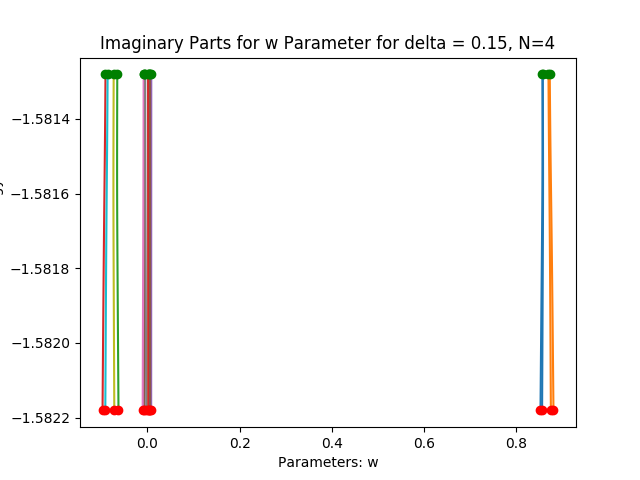 Imaginary Parts for w Parameter for delta = 0.15, N=4
−1.5814
−1.5816
−1.5818
−1.5820
−1.5822
0.0 0.2 0.4 0.6 0.8
Parameters: w